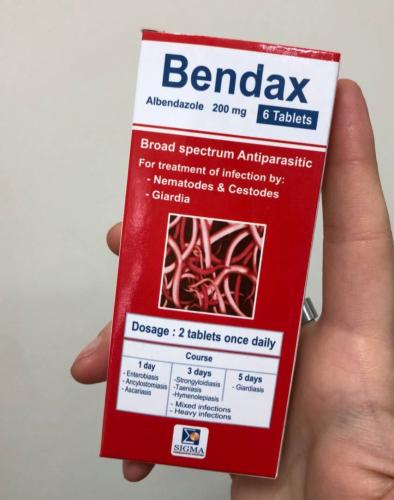 Bendax
Albendazole 200 mg 6 Tablets
Broad spectrum Antiparasitic
For treatment of infection by:
- Nematodes & Cestodes
- Giardia
Dosage : 2 tablets once daily
Course
1 day
-Enterobiasis
-Ancylostomiasis
-Ascariasis
3 days
-Strongyloidiasis
-Taeniasis
-Hymenolepiasis
- Mixed infections
- Heavy infections
5 days
-Giardiasis
SIGMA